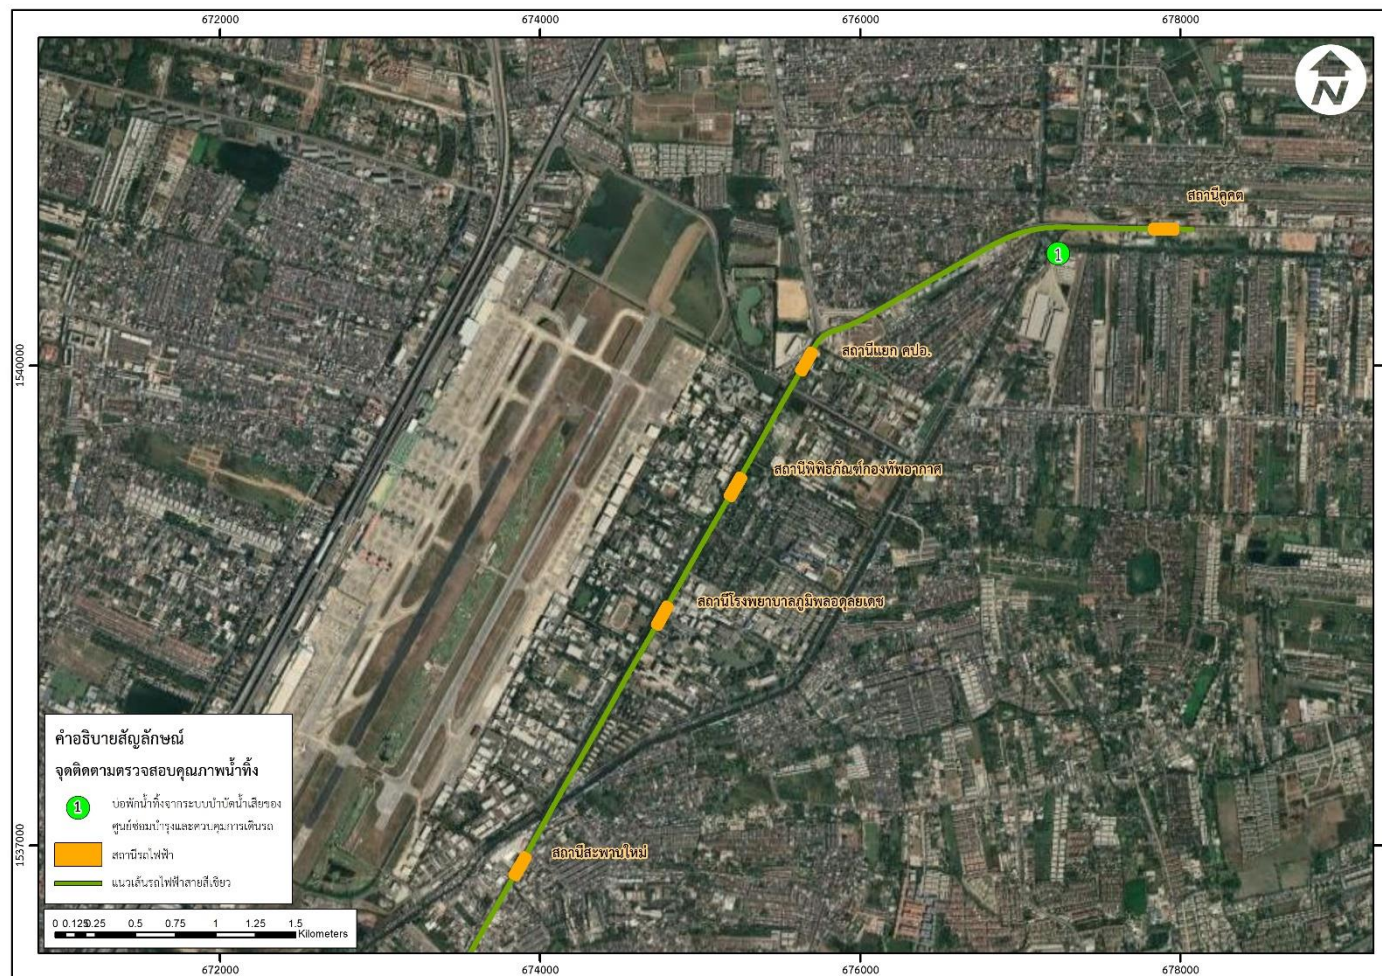 672000 674000 676000 678000
N
สถานีคูคต
1
1540000
1540000
สถานีแยก คปอ.
สถานีพิพิธภัณฑ์กองทัพอากาศ
สถานีโรงพยาบาลภูมิพลอดุลยเดช
สถานีสะพานใหม่
1537000
1537000
คำอธิบายสัญลักษณ์
จุดติดตามตรวจสอบคุณภาพน้ำทิ้ง
1 บ่อพักน้ำทิ้งจากระบบบำบัดน้ำเสียของ
ศูนย์ซ่อมบำรุงและควบคุมการเดินรถ
สถานีรถไฟฟ้า
แนวเส้นรถไฟฟ้าสายสีเขียว
0 0.125 0.25 0.5 0.75 1 1.25 1.5
Kilometers
672000 674000 676000 678000